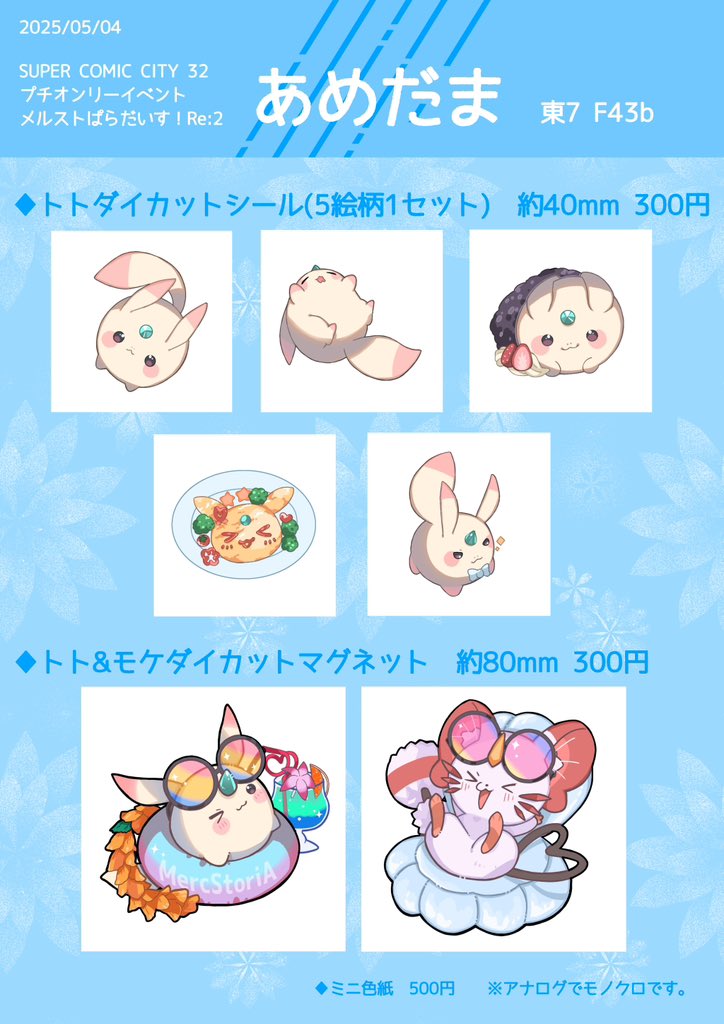 2025/05/04
SUPER COMIC CITY 32
プチオンリーイベント
メルストぱらだいす！Re:2
あめだま
東7 F43b
◆トトダイカットシール(5絵柄1セット) 約40mm 300円
◆トト&モケダイカットマグネット 約80mm 300円
MercStoriA
◆ミニ色紙 500円 ※アナログでモノクロです。